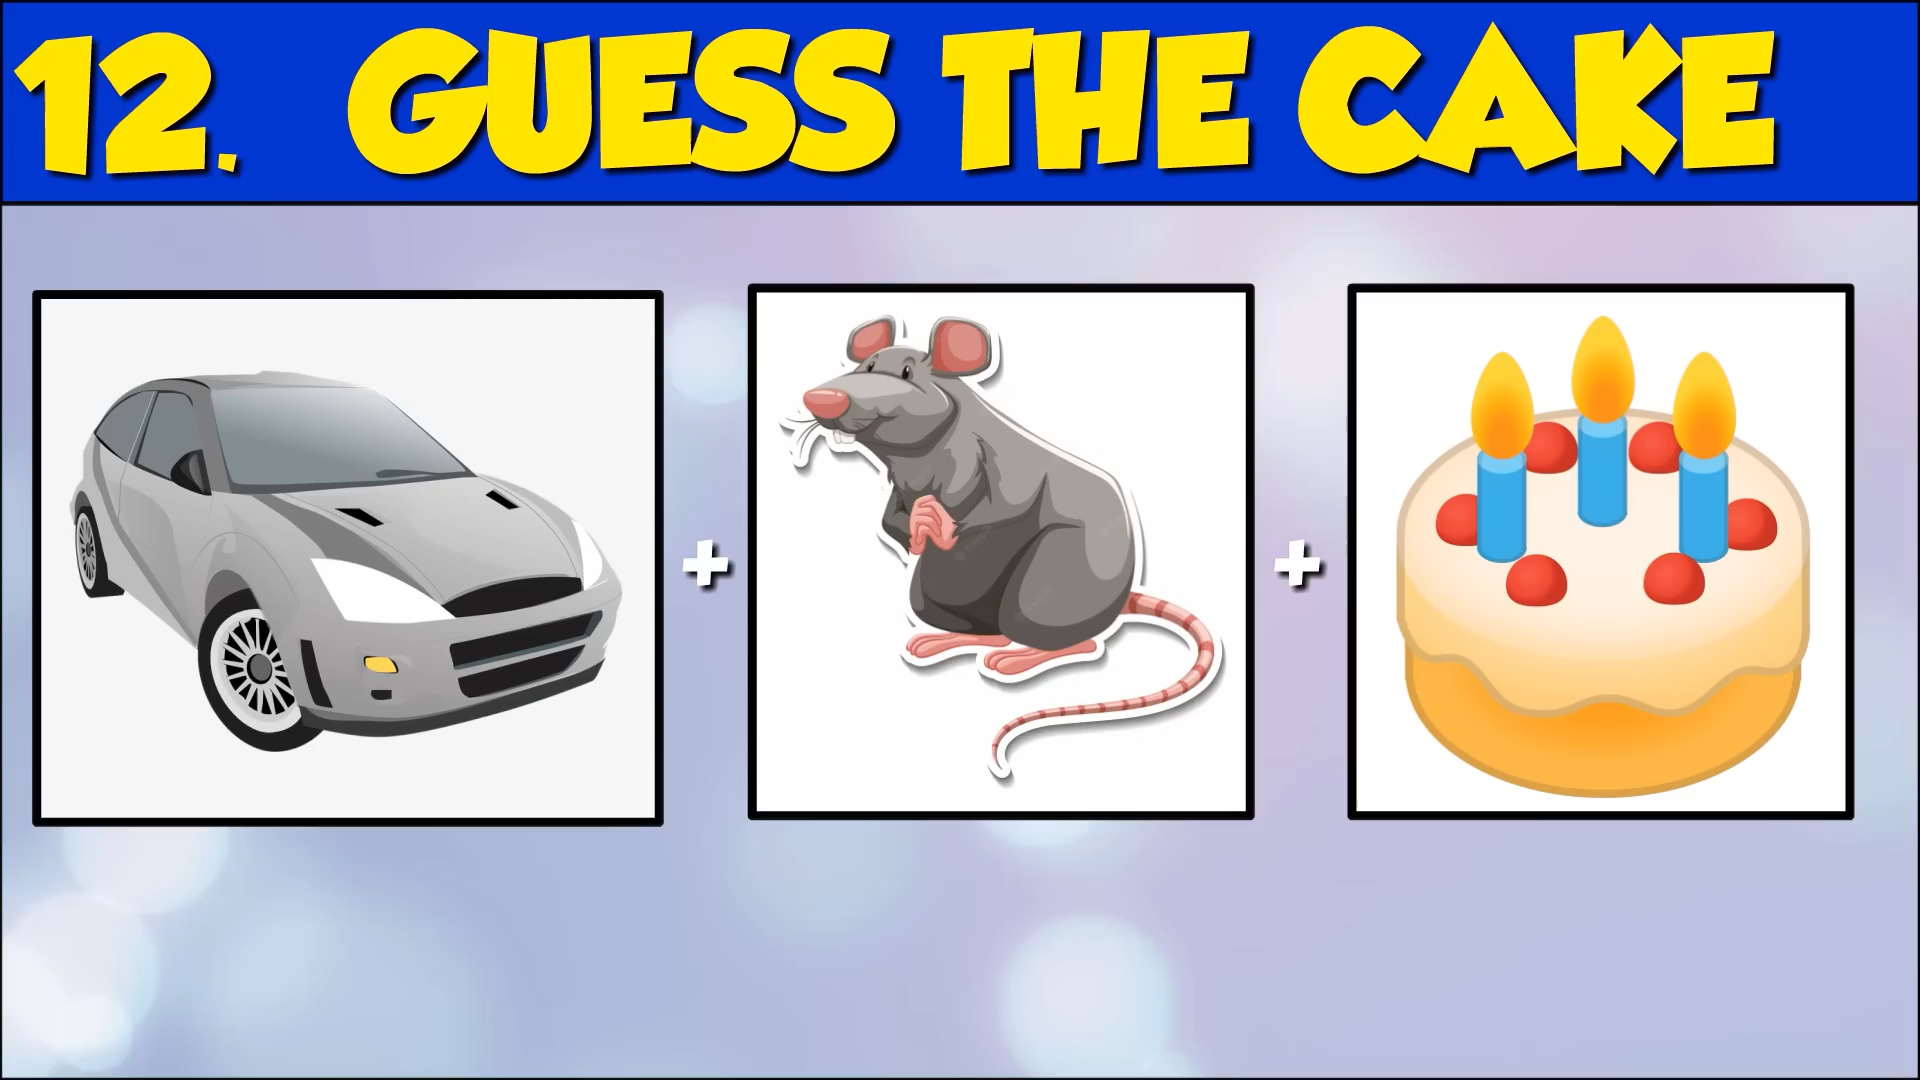 12. GUESS THE CAKE
+ +